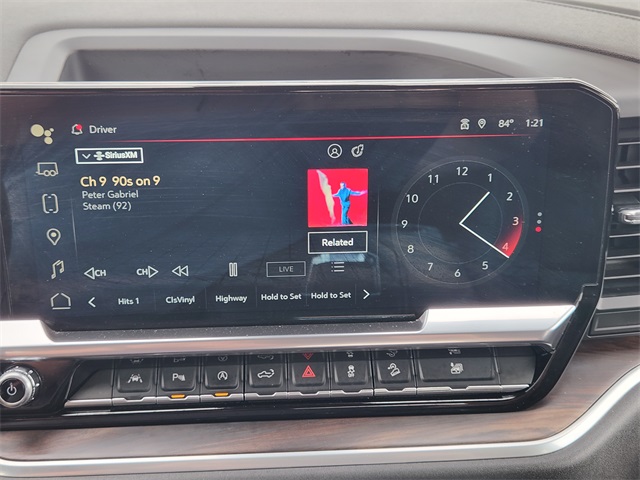 Driver
84° 1:21
SiriusXM
Ch 9 90s on 9
Peter Gabriel
Steam (92)
Related
CH CH LIVE
Hits 1 ClsVinyl Highway Hold to Set Hold to Set
12
1
2
3
4
5
7
8
9
10
11